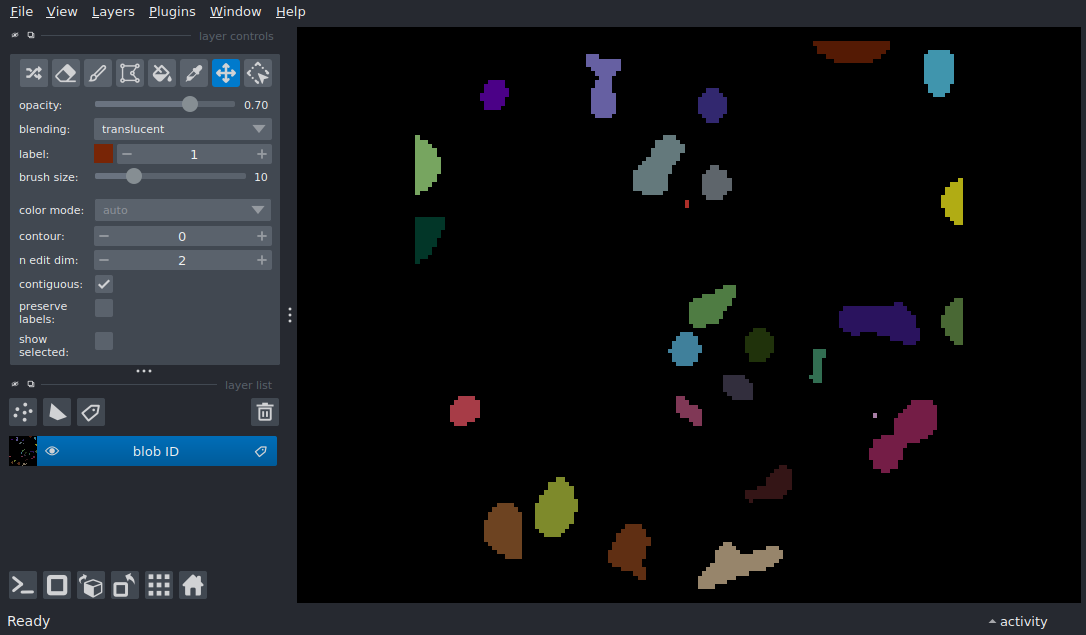 File View Layers Plugins Window Help
layer controls
opacity: 0.70
blending: translucent
label: 1
brush size: 10
color mode: auto
contour: 0
n edit dim: 2
contiguous:
preserve
labels:
show
selected:
layer list
blob ID
Ready
activity